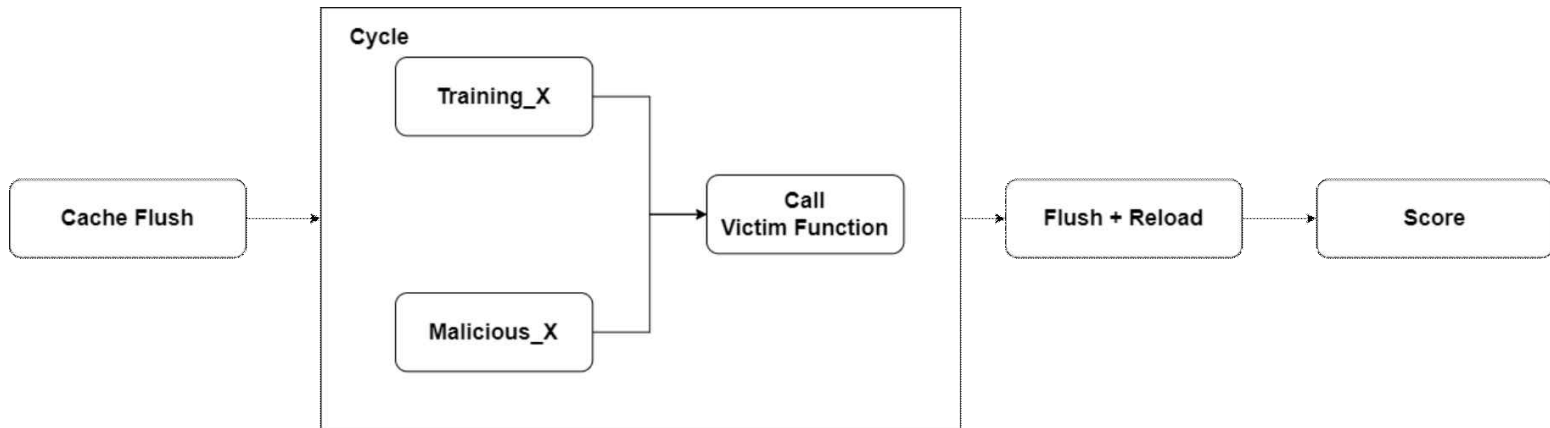 Cycle
Training_X
Cache Flush
Call
Victim Function
Malicious_X
Flush + Reload
Score